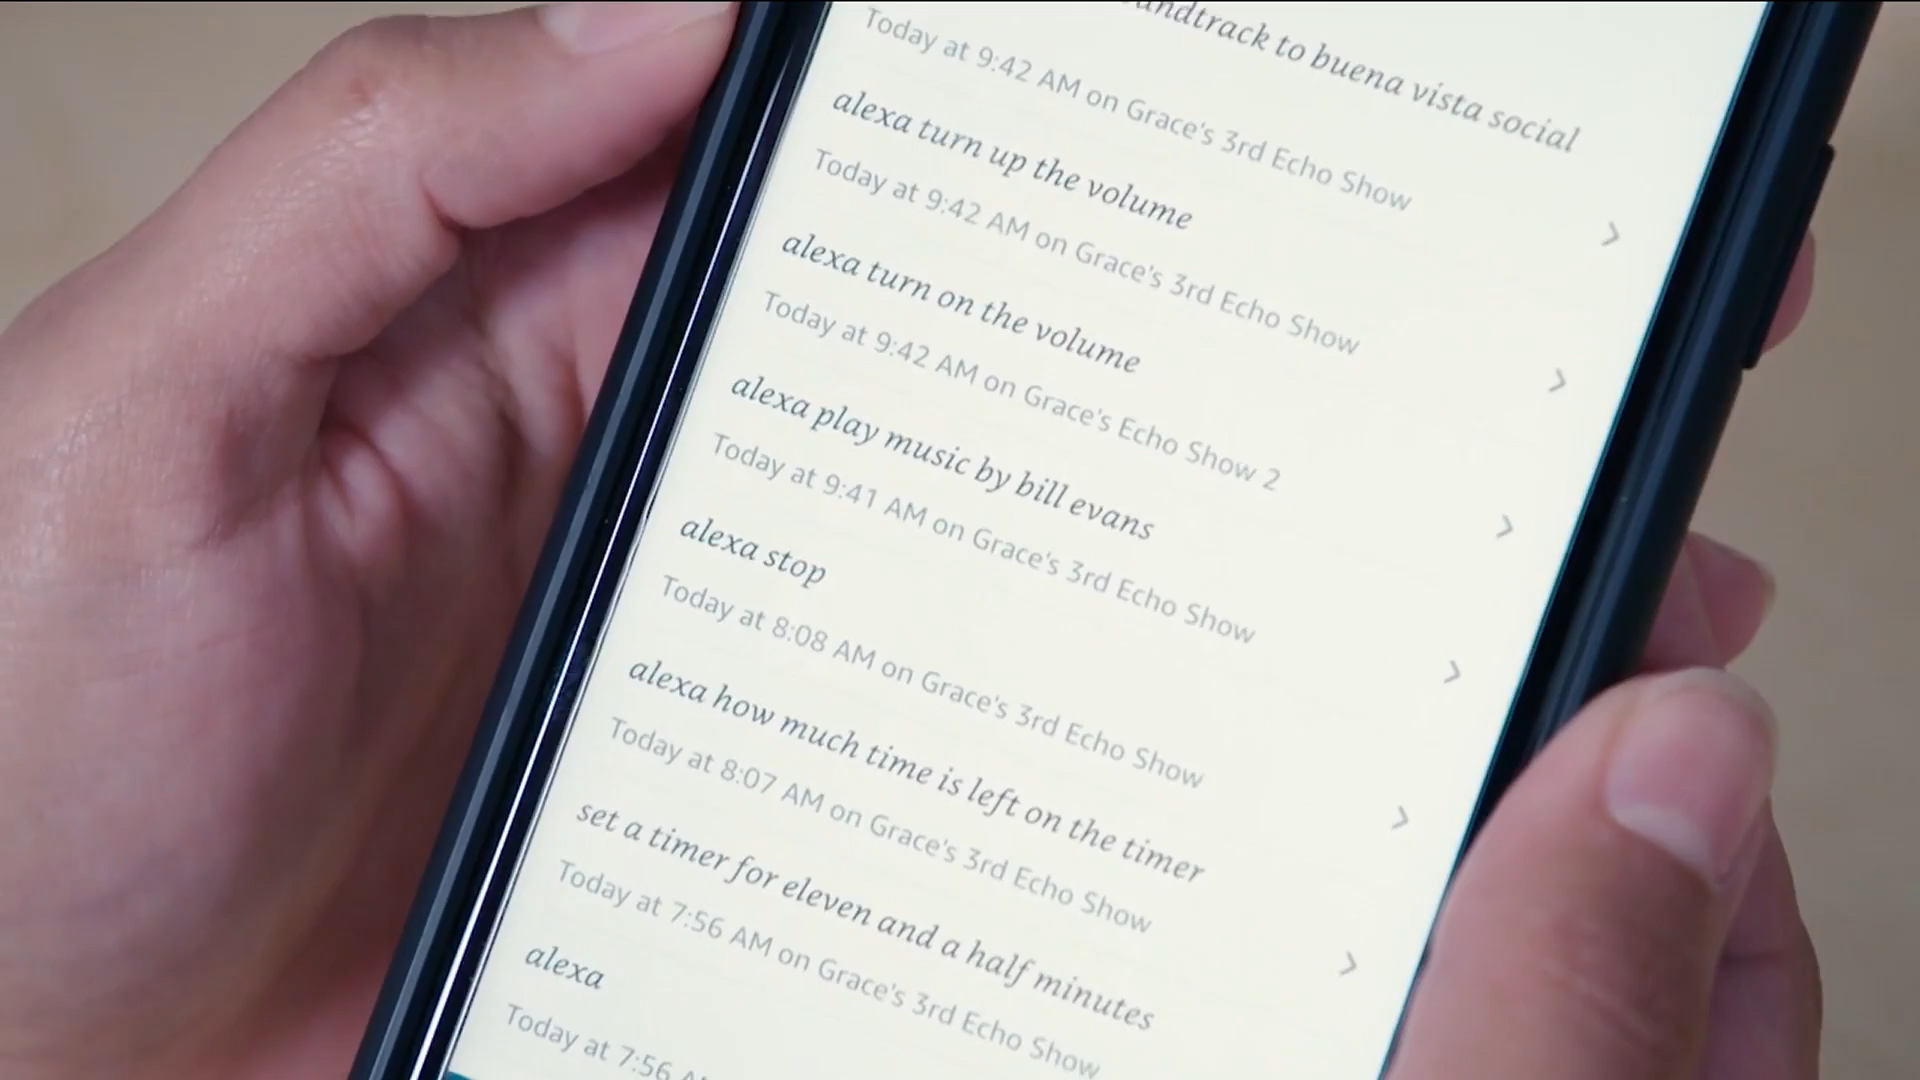 to buena vista social
Today at 9:42 AM on Grace's 3rd Echo Show
alexa turn up the volume
Today at 9:42 AM on Grace's 3rd Echo Show
alexa turn on the volume
Today at 9:42 AM on Grace's Echo Show 2
alexa play music by bill evans
Today at 9:41 AM on Grace's 3rd Echo Show
alexa stop
Today at 8:08 AM on Grace's 3rd Echo Show
alexa how much time is left on the timer
Today at 8:07 AM on Grace's 3rd Echo Show
set a timer for eleven and a half minutes
Today at 7:56 AM on Grace's 3rd Echo Show
alexa
Today at 7:56